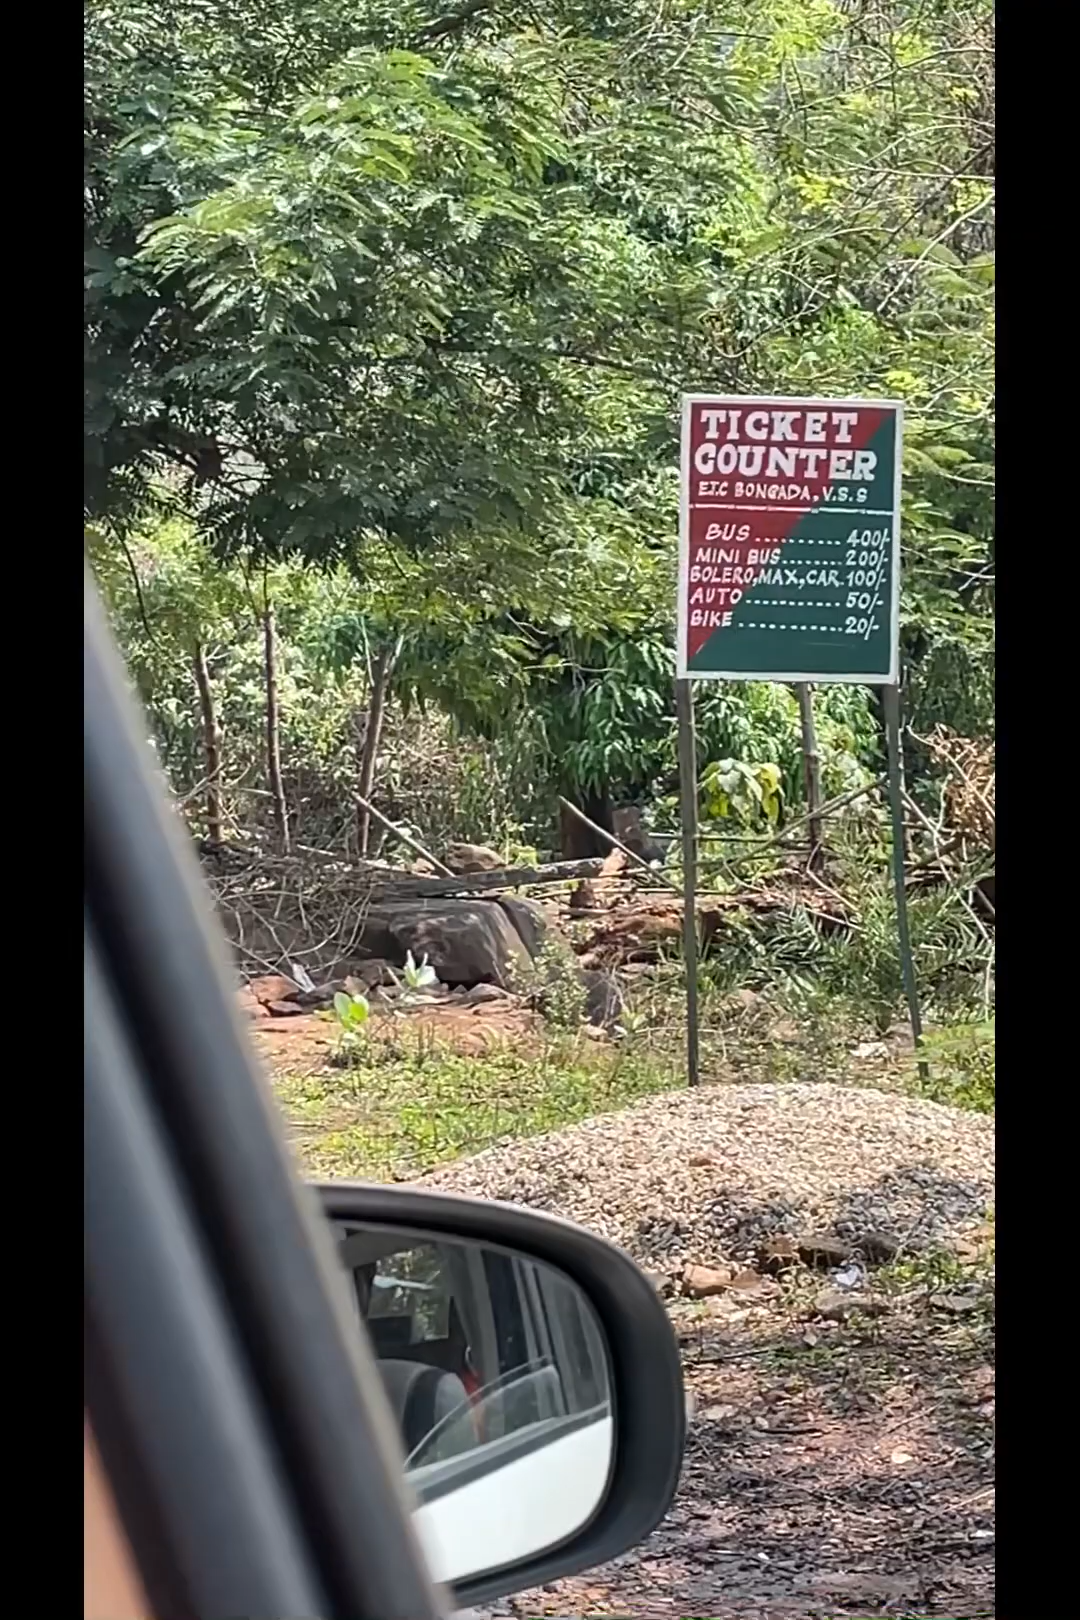 TICKET
COUNTER
E.T.C BONGADA, V.S.S
BUS .......... 400/-
MINI BUS....... 200/-
BOLERO,MAX,CAR.100/-
AUTO ........... 50/-
BIKE ........... 20/-